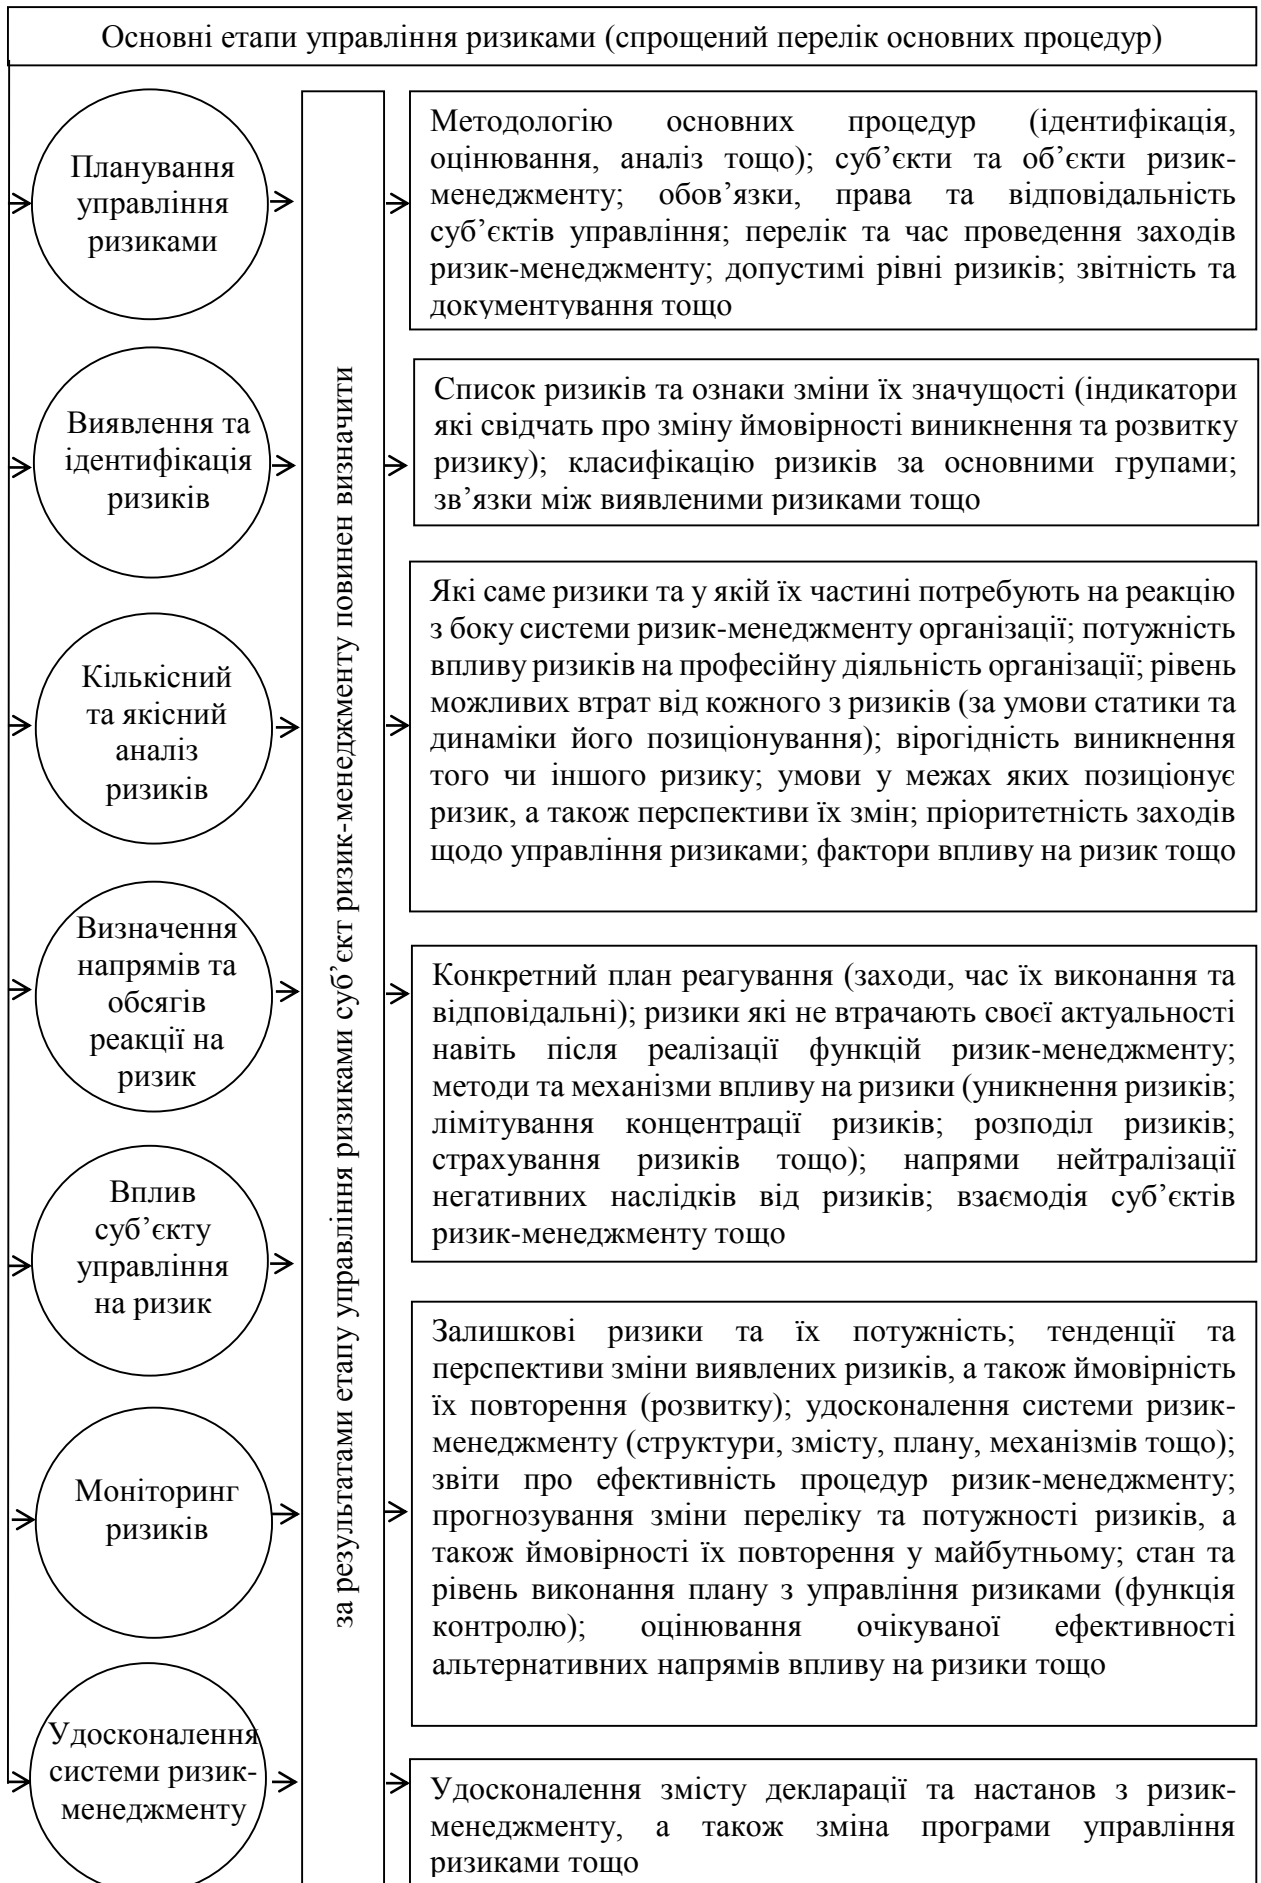 Основні етапи управління ризиками (спрощений перелік основних процедур)
Планування
управління
ризиками
Методологію основних процедур (ідентифікація,
оцінювання, аналіз тощо); суб’єкти та об’єкти ризик-
менеджменту; обов’язки, права та відповідальність
суб’єктів управління; перелік та час проведення заходів
ризик-менеджменту; допустимі рівні ризиків; звітність та
документування тощо
Виявлення та
ідентифікація
ризиків
Список ризиків та ознаки зміни їх значущості (індикатори
які свідчать про зміну ймовірності виникнення та розвитку
ризику); класифікацію ризиків за основними групами;
зв’язки між виявленими ризиками тощо
за результатами етапу управління ризиками суб’єкт ризик-менеджменту повинен визначити
Кількісний
та якісний
аналіз
ризиків
Які саме ризики та у якій їх частині потребують на реакцію
з боку системи ризик-менеджменту організації; потужність
впливу ризиків на професійну діяльність організації; рівень
можливих втрат від кожного з ризиків (за умови статики та
динаміки його позиціонування); вірогідність виникнення
того чи іншого ризику; умови у межах яких позиціонує
ризик, а також перспективи їх змін; пріоритетність заходів
щодо управління ризиками; фактори впливу на ризик тощо
Визначення
напрямів та
обсягів
реакції на
ризик
Конкретний план реагування (заходи, час їх виконання та
відповідальні); ризики які не втрачають своєї актуальності
навіть після реалізації функцій ризик-менеджменту;
методи та механізми впливу на ризики (уникнення ризиків;
лімітування концентрації ризиків; розподіл ризиків;
страхування ризиків тощо); напрями нейтралізації
негативних наслідків від ризиків; взаємодія суб’єктів
ризик-менеджменту тощо
Вплив
суб’єкту
управління
на ризик
Моніторинг
ризиків
Залишкові ризики та їх потужність; тенденції та
перспективи зміни виявлених ризиків, а також ймовірність
їх повторення (розвитку); удосконалення системи ризик-
менеджменту (структури, змісту, плану, механізмів тощо);
звіти про ефективність процедур ризик-менеджменту;
прогнозування зміни переліку та потужності ризиків, а
також ймовірності їх повторення у майбутньому; стан та
рівень виконання плану з управління ризиками (функція
контролю); оцінювання очікуваної ефективності
альтернативних напрямів впливу на ризики тощо
Удосконалення
системи ризик-
менеджменту
Удосконалення змісту декларації та настанов з ризик-
менеджменту, а також зміна програми управління
ризиками тощо